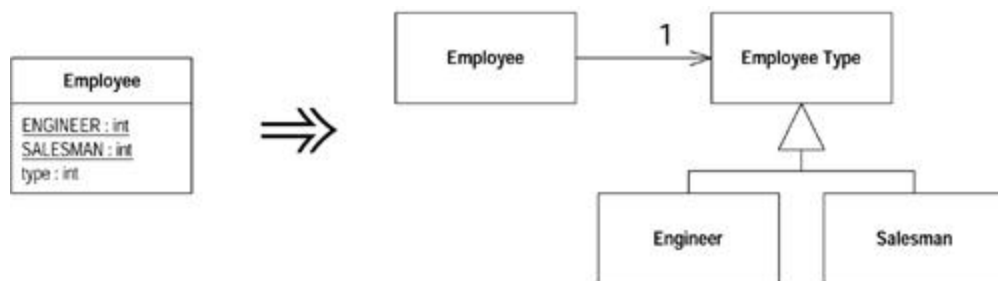 Employee
ENGINEER : int
SALESMAN : int
type : int
Employee
1
Employee Type
Engineer
Salesman